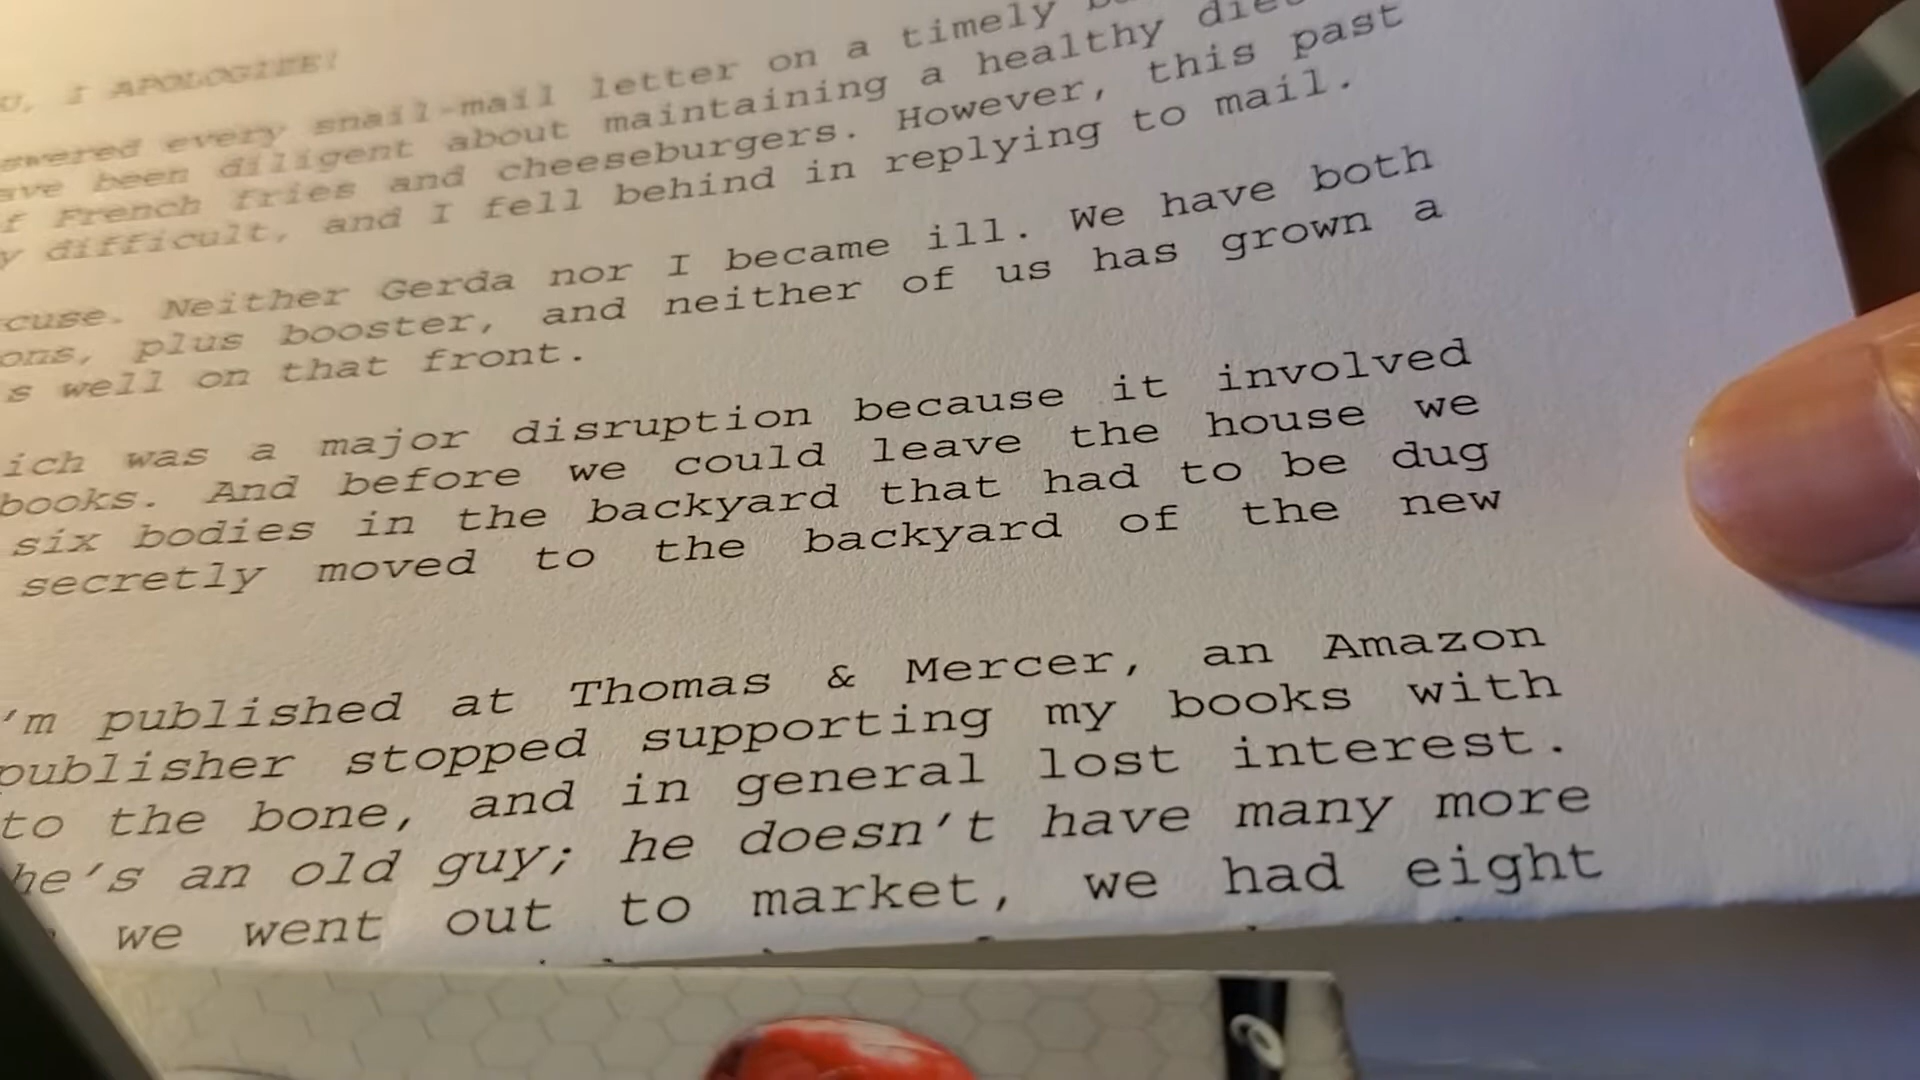 U, I APOLOGIZE!
swered every snail-mail letter on a timely
ave been diligent about maintaining a healthy die
f French fries and cheeseburgers. However, this past
y difficult, and I fell behind in replying to mail.
cuse. Neither Gerda nor I became ill. We have both
ons, plus booster, and neither of us has grown a
s well on that front.
ich was a major disruption because it involved
books. And before we could leave the house we
six bodies in the backyard that had to be dug
secretly moved to the backyard of the new
'm published at Thomas & Mercer, an Amazon
publisher stopped supporting my books with
to the bone, and in general lost interest.
he's an old guy; he doesn't have many more
we went out to market, we had eight